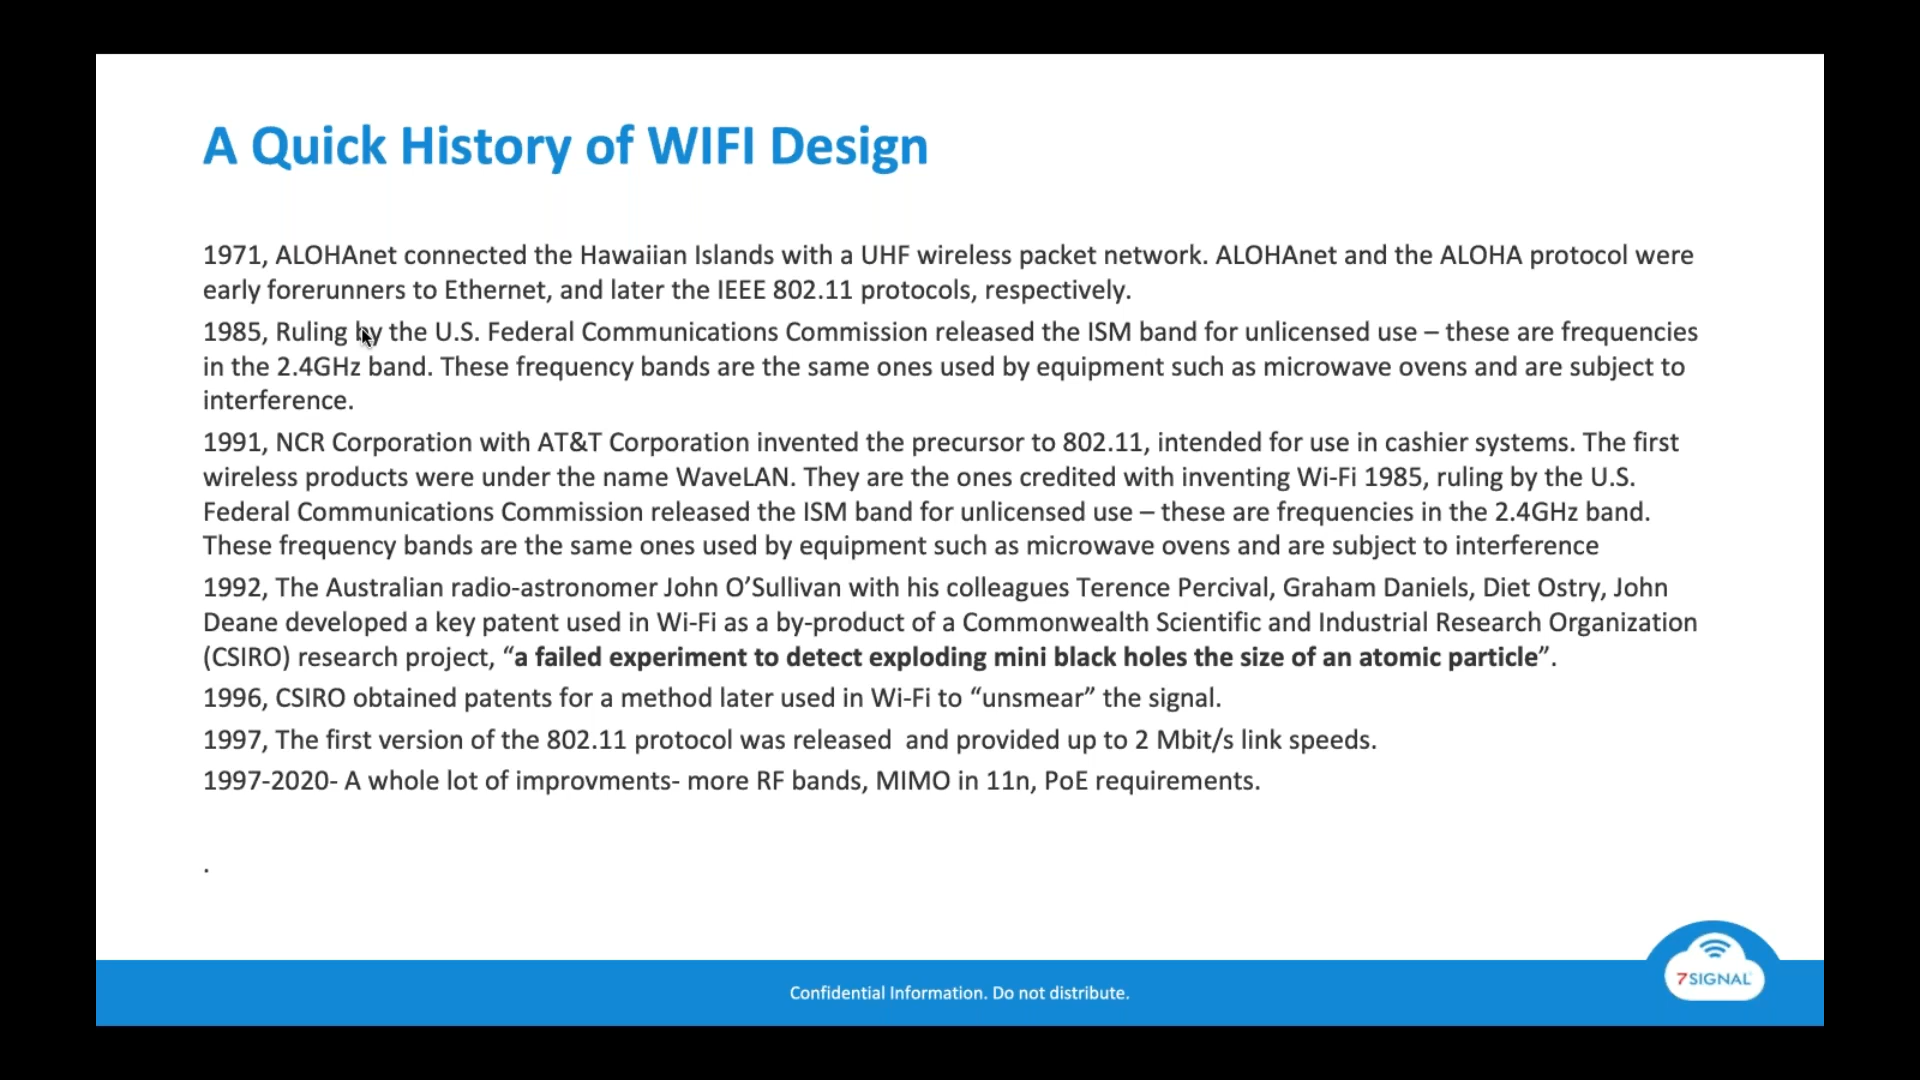 A Quick History of WIFI Design
1971, ALOHAnet connected the Hawaiian Islands with a UHF wireless packet network. ALOHAnet and the ALOHA protocol were
early forerunners to Ethernet, and later the IEEE 802.11 protocols, respectively.
1985, Ruling by the U.S. Federal Communications Commission released the ISM band for unlicensed use – these are frequencies
in the 2.4GHz band. These frequency bands are the same ones used by equipment such as microwave ovens and are subject to
interference.
1991, NCR Corporation with AT&T Corporation invented the precursor to 802.11, intended for use in cashier systems. The first
wireless products were under the name WaveLAN. They are the ones credited with inventing Wi-Fi 1985, ruling by the U.S.
Federal Communications Commission released the ISM band for unlicensed use – these are frequencies in the 2.4GHz band.
These frequency bands are the same ones used by equipment such as microwave ovens and are subject to interference
1992, The Australian radio-astronomer John O’Sullivan with his colleagues Terence Percival, Graham Daniels, Diet Ostry, John
Deane developed a key patent used in Wi-Fi as a by-product of a Commonwealth Scientific and Industrial Research Organization
(CSIRO) research project, “a failed experiment to detect exploding mini black holes the size of an atomic particle”.
1996, CSIRO obtained patents for a method later used in Wi-Fi to “unsmear” the signal.
1997, The first version of the 802.11 protocol was released  and provided up to 2 Mbit/s link speeds.
1997-2020- A whole lot of improvments- more RF bands, MIMO in 11n, PoE requirements.
.
7SIGNAL
Confidential Information. Do not distribute.